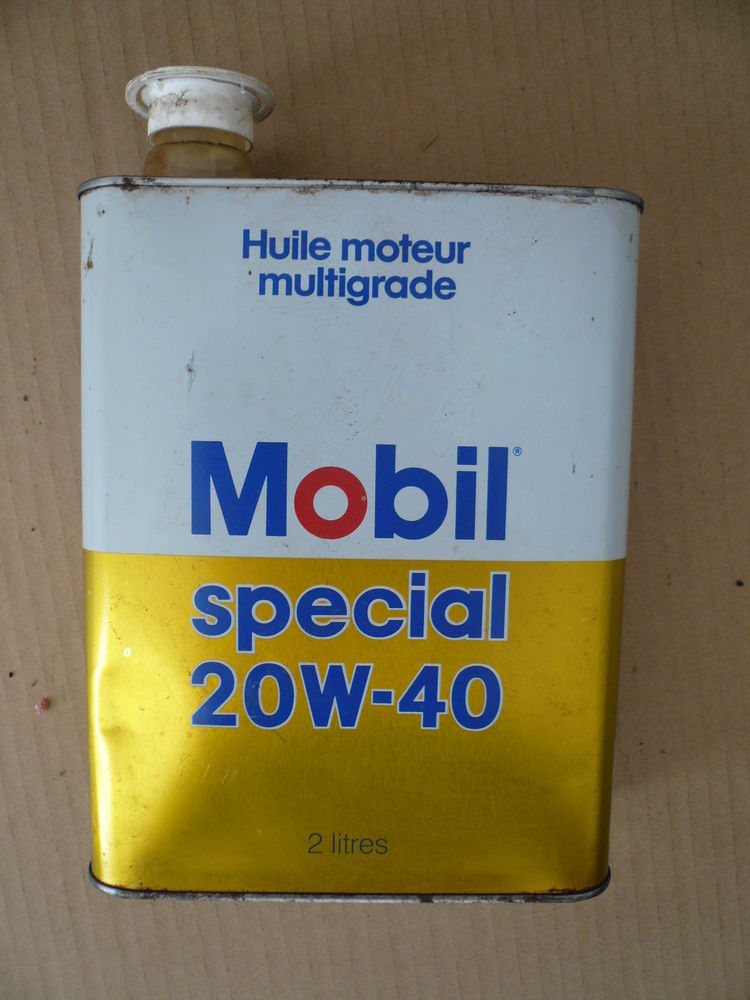 Huile moteur
multigrade
Mobil®
special
20W-40
2 litres